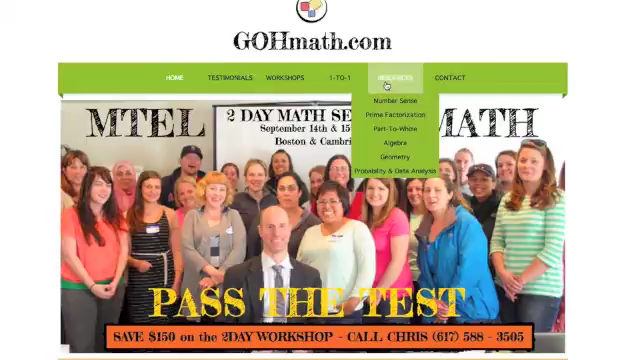 GOHmath.com
HOME TESTIMONIALS WORKSHOPS 1-TO-1 RESOURCES CONTACT
Number Sense
Prime Factorization
Part-To-Whole
Algebra
Geometry
Probability & Data Analysis
MTEL MATH
2 DAY MATH SE
September 14th & 15
Boston & Cambri
PASS THE TEST
SAVE $150 on the 2DAY WORKSHOP - CALL CHRIS (617) 588 - 3505